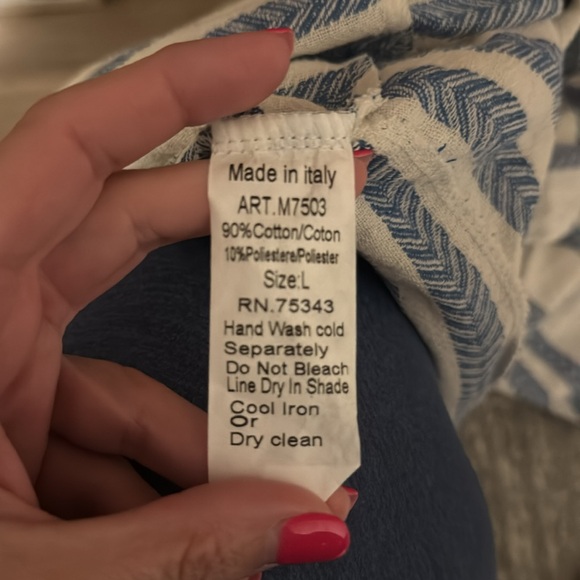 Made in italy
ART.M7503
90%Cotton/Coton
10%Poliestere/Poliester
Size:L
RN.75343
Hand Wash cold
Separately
Do Not Bleach
Line Dry In Shade
Cool Iron
Or
Dry clean